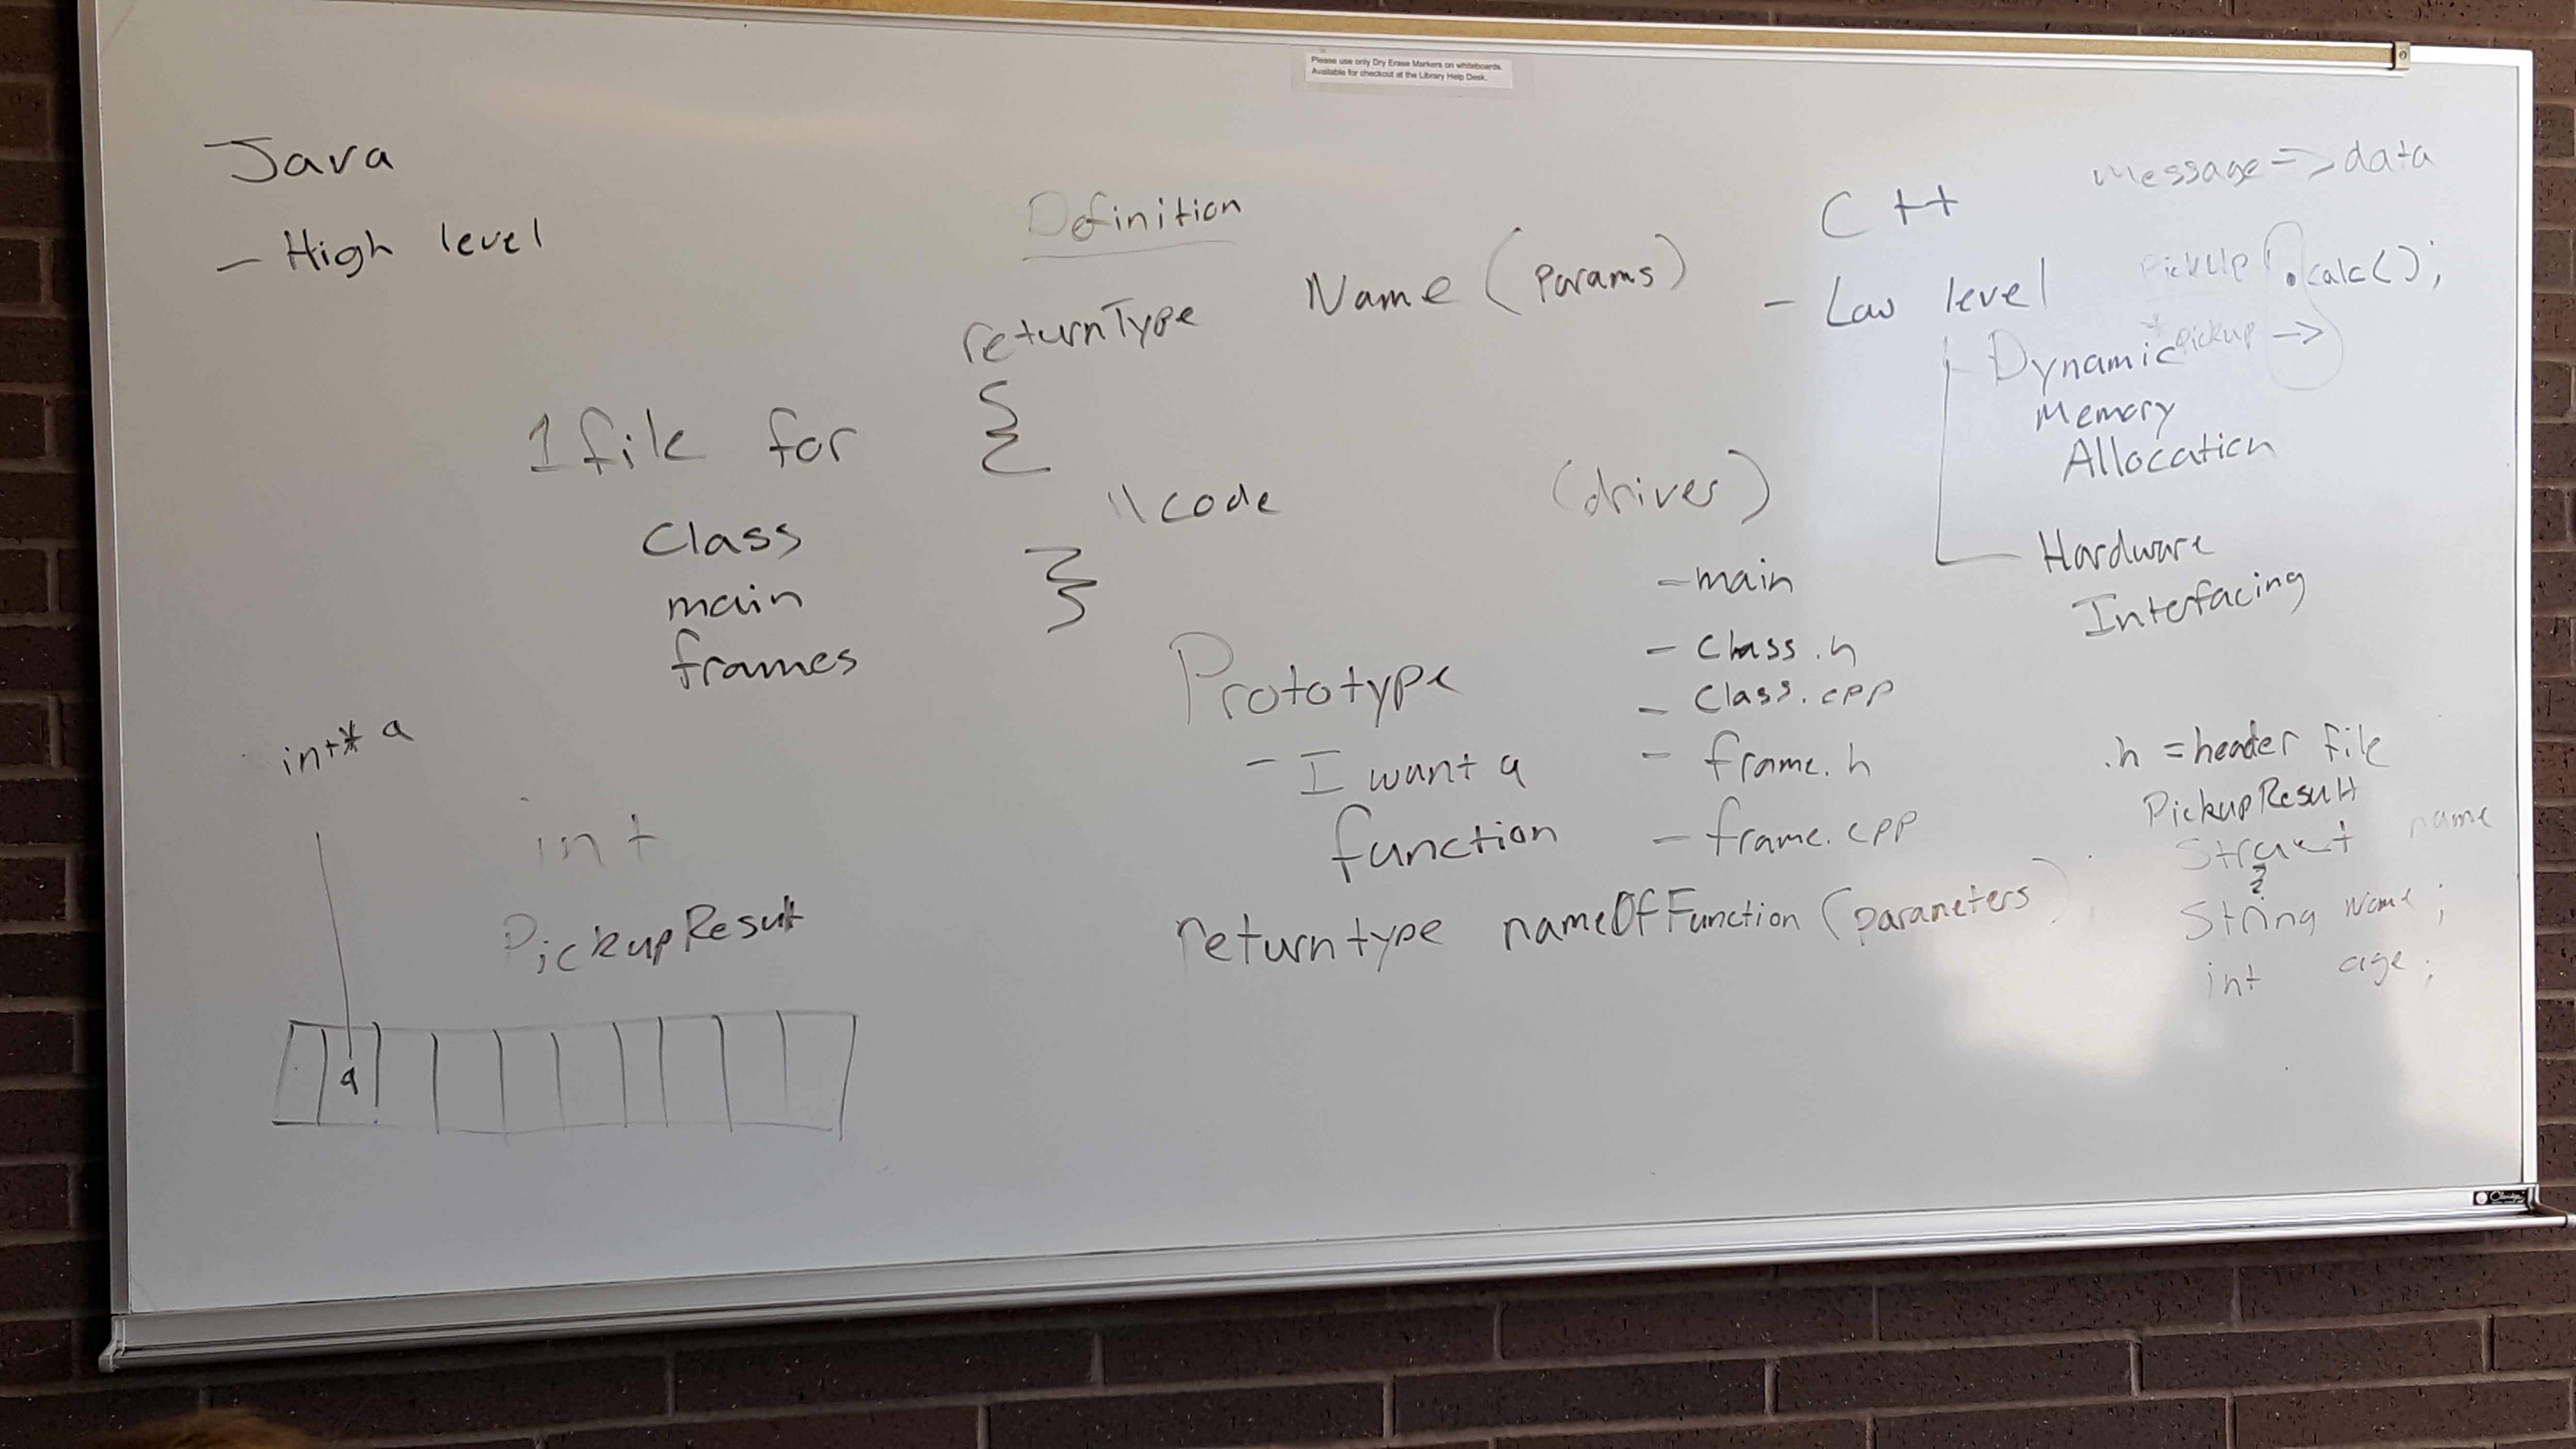 Please use only Dry Erase Markers on whiteboards.
Available for checkout at the Library Help Desk.
Java
- High level
1 file for
Class
main
frames
int* a
int
PickupResult
a
Definition
returnType Name (params)
{
\\ code
}
Prototype
- I want a
function
returntype nameOfFunction (parameters);
(driver)
- main
- Class.h
- Class.cpp
- frame.h
- frame.cpp
C++
- Low level
Dynamic
Memory
Allocation
Hardware
Interfacing
message => data
PickUp .calc();
*Pickup ->
.h = header file
PickupResult
Struct name
{
String Name;
int age;